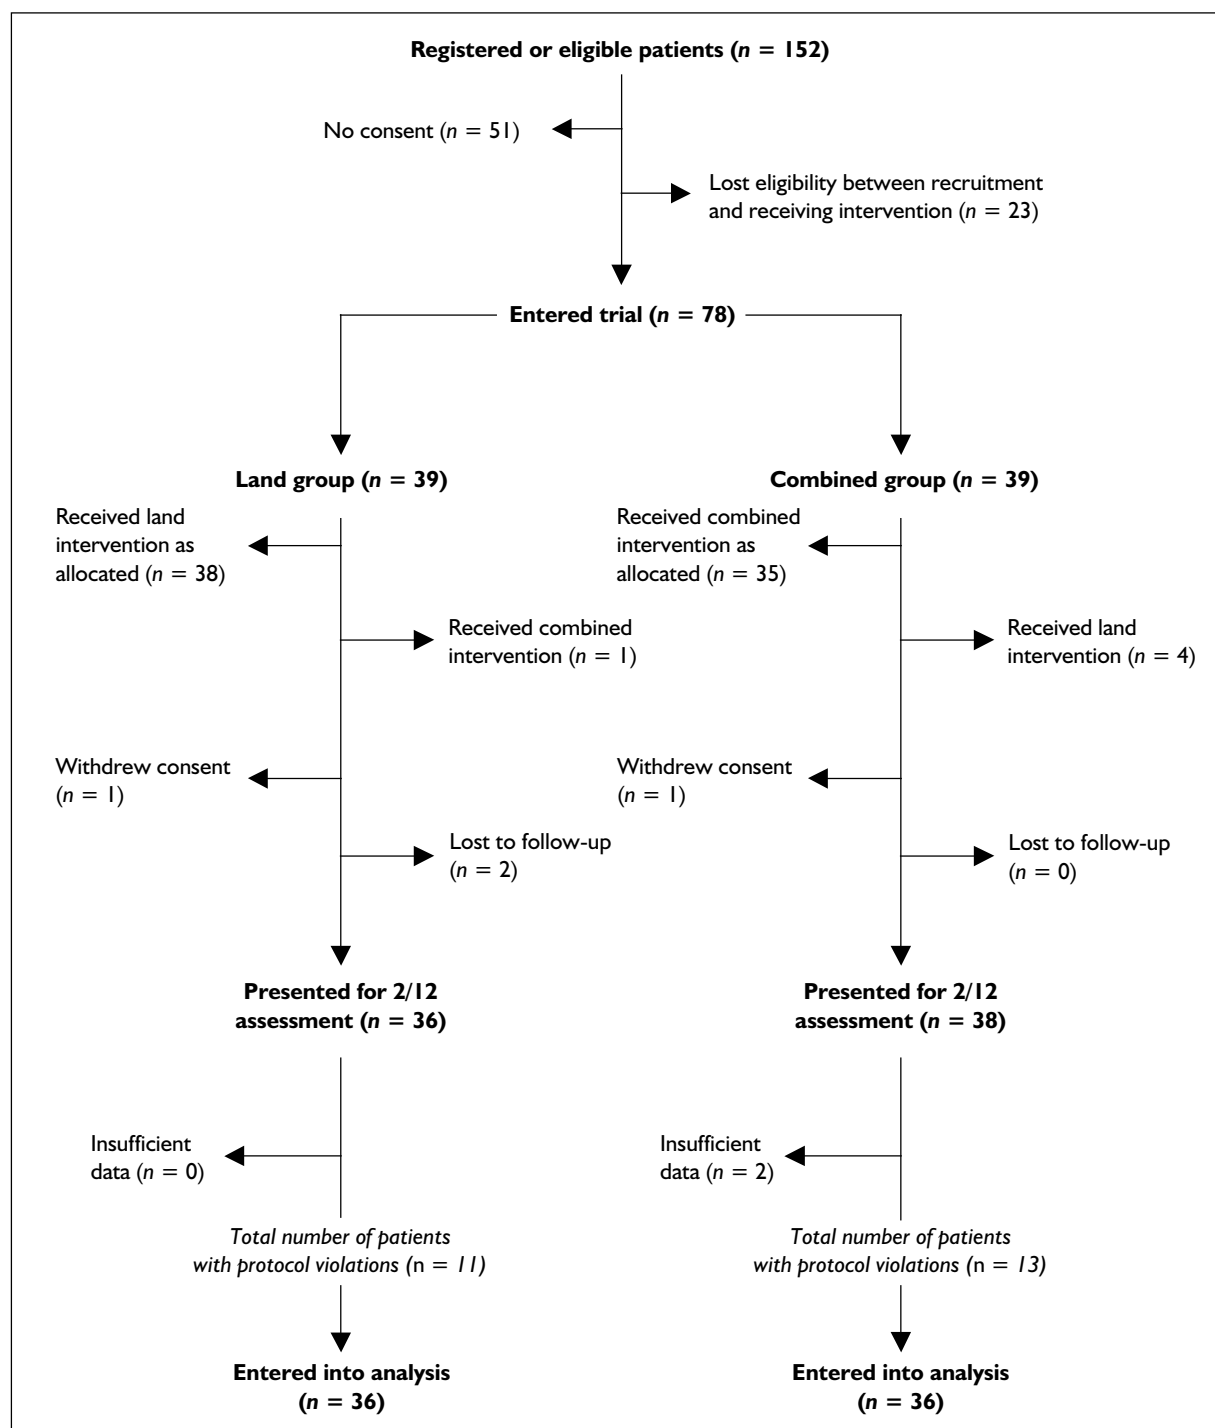 Registered or eligible patients (n = 152)
No consent (n = 51)
Lost eligibility between recruitment
and receiving intervention (n = 23)
Entered trial (n = 78)
Land group (n = 39)
Received land
intervention as
allocated (n = 38)
Received combined
intervention (n = 1)
Withdrew consent
(n = 1)
Lost to follow-up
(n = 2)
Presented for 2/12
assessment (n = 36)
Insufficient
data (n = 0)
Total number of patients
with protocol violations (n = 11)
Entered into analysis
(n = 36)
Combined group (n = 39)
Received combined
intervention as
allocated (n = 35)
Received land
intervention (n = 4)
Withdrew consent
(n = 1)
Lost to follow-up
(n = 0)
Presented for 2/12
assessment (n = 38)
Insufficient
data (n = 2)
Total number of patients
with protocol violations (n = 13)
Entered into analysis
(n = 36)